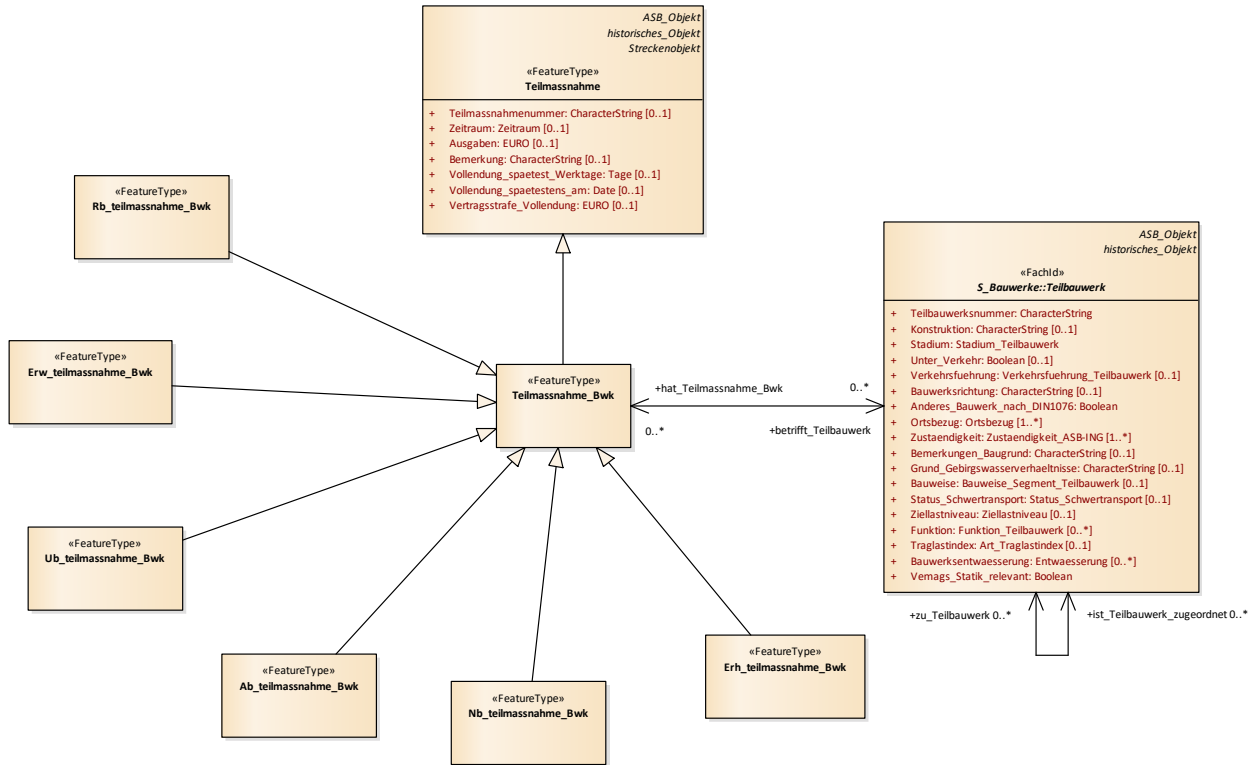 ASB_Objekt
historisches_Objekt
Streckenobjekt
«FeatureType»
Teilmassnahme
+ Teilmassnahmenummer: CharacterString [0..1]
+ Zeitraum: Zeitraum [0..1]
+ Ausgaben: EURO [0..1]
+ Bemerkung: CharacterString [0..1]
+ Vollendung_spaetest_Werktage: Tage [0..1]
+ Vollendung_spaetestens_am: Date [0..1]
+ Vertragsstrafe_Vollendung: EURO [0..1]
«FeatureType»
Rb_teilmassnahme_Bwk
«FeatureType»
Erw_teilmassnahme_Bwk
«FeatureType»
Teilmassnahme_Bwk
+hat_Teilmassnahme_Bwk
0..*
0..*
+betrifft_Teilbauwerk
ASB_Objekt
historisches_Objekt
«FachId»
S_Bauwerke::Teilbauwerk
+ Teilbauwerksnummer: CharacterString
+ Konstruktion: CharacterString [0..1]
+ Stadium: Stadium_Teilbauwerk
+ Unter_Verkehr: Boolean [0..1]
+ Verkehrsfuehrung: Verkehrsfuehrung_Teilbauwerk [0..1]
+ Bauwerksrichtung: CharacterString [0..1]
+ Anderes_Bauwerk_nach_DIN1076: Boolean
+ Ortsbezug: Ortsbezug [1..*]
+ Zustaendigkeit: Zustaendigkeit_ASB-ING [1..*]
+ Bemerkungen_Baugrund: CharacterString [0..1]
+ Grund_Gebirgswasserverhaeltnisse: CharacterString [0..1]
+ Bauweise: Bauweise_Segment_Teilbauwerk [0..1]
+ Status_Schwertransport: Status_Schwertransport [0..1]
+ Ziellastniveau: Ziellastniveau [0..1]
+ Funktion: Funktion_Teilbauwerk [0..*]
+ Traglastindex: Art_Traglastindex [0..1]
+ Bauwerksentwaesserung: Entwaesserung [0..*]
+ Vemags_Statik_relevant: Boolean
+zu_Teilbauwerk 0..*
+ist_Teilbauwerk_zugeordnet 0..*
«FeatureType»
Ub_teilmassnahme_Bwk
«FeatureType»
Ab_teilmassnahme_Bwk
«FeatureType»
Nb_teilmassnahme_Bwk
«FeatureType»
Erh_teilmassnahme_Bwk